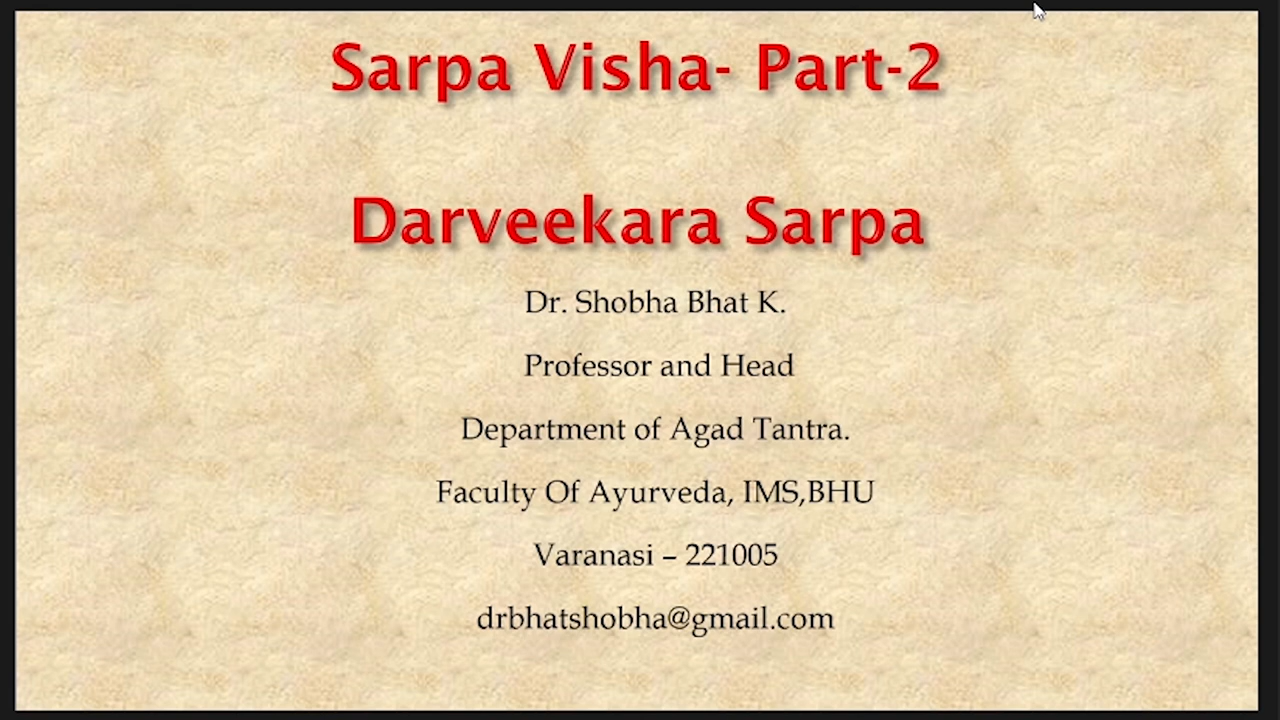 Sarpa Visha- Part-2
Darveekara Sarpa
Dr. Shobha Bhat K.
Professor and Head
Department of Agad Tantra.
Faculty Of Ayurveda, IMS,BHU
Varanasi – 221005
drbhatshobha@gmail.com